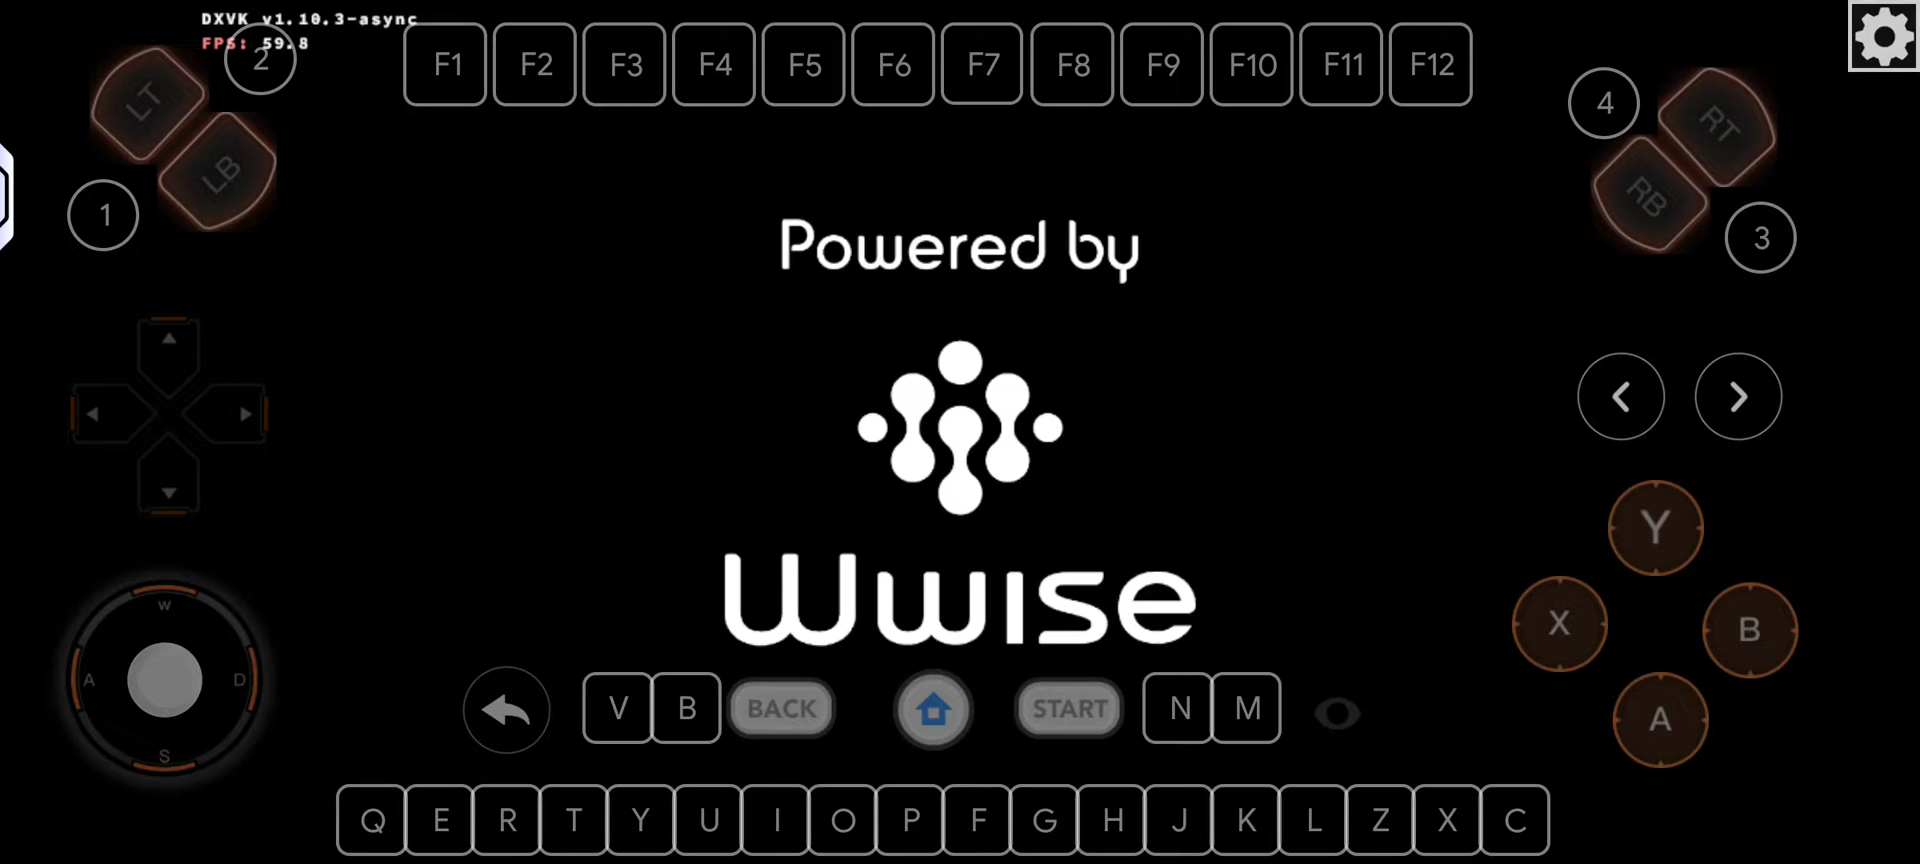 DXVK v1.10.3-async
FPS: 59.8
2
F1 F2 F3 F4 F5 F6 F7 F8 F9 F10 F11 F12
LT
4
RT
LB
RB
1
3
Powered by
Wwise
Y
X
B
A
W
A
D
S
V B BACK START N M
Q E R T Y U I O P F G H J K L Z X C